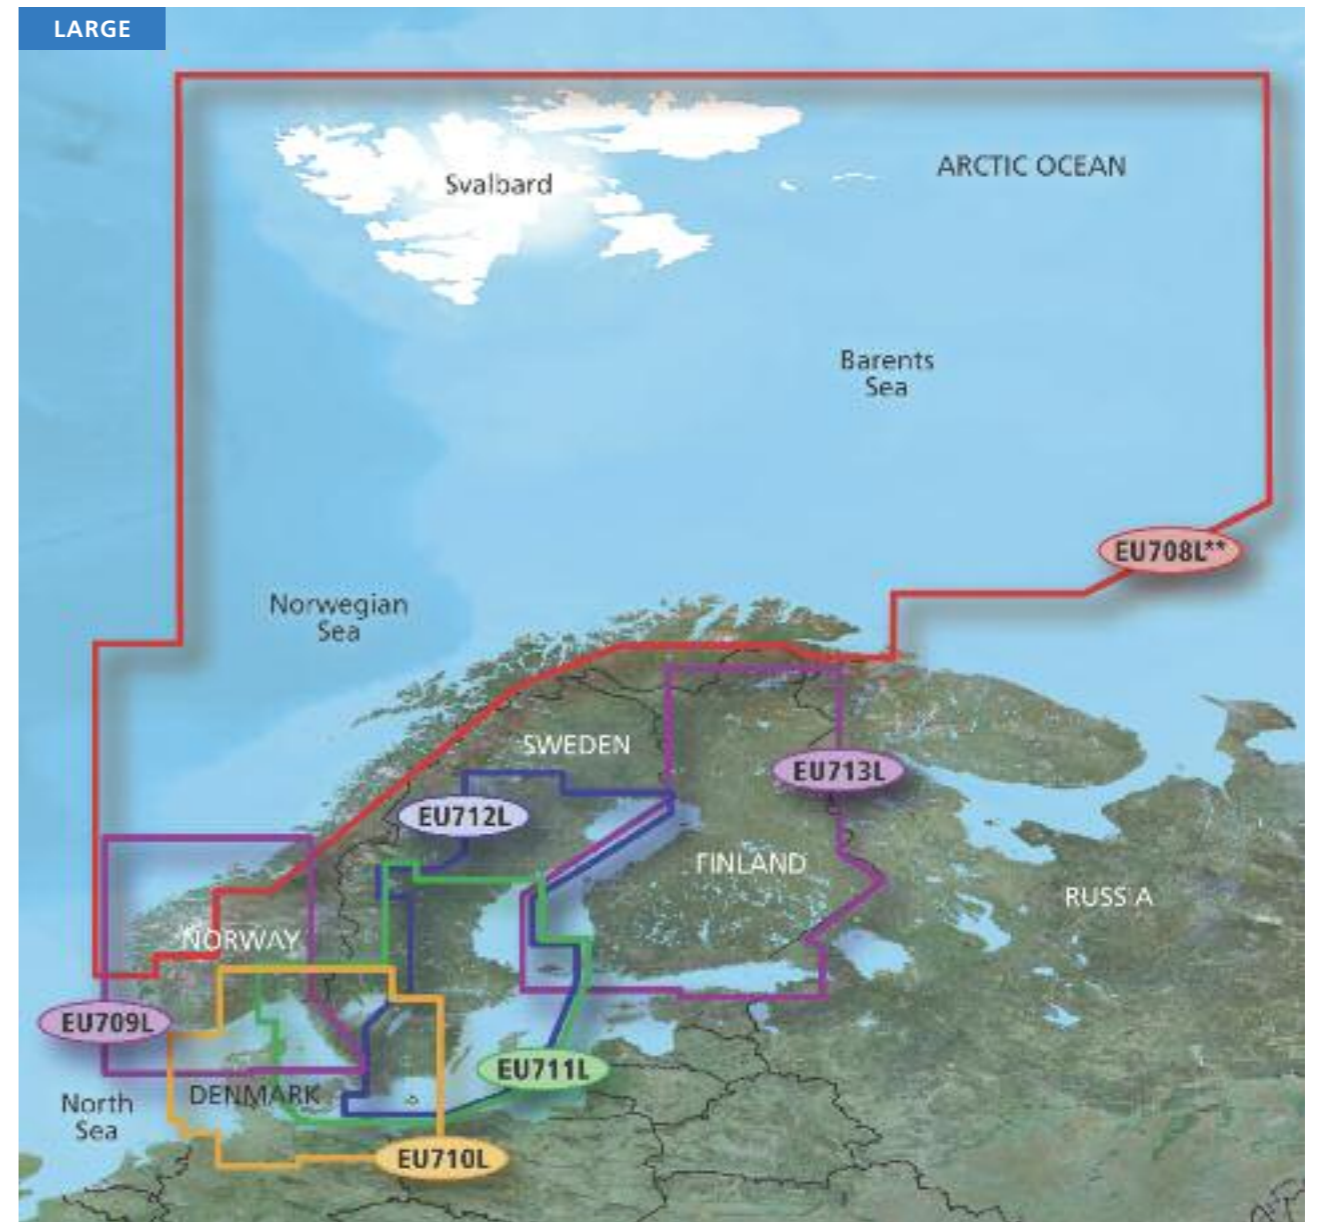 LARGE
Svalbard
ARCTIC OCEAN
Barents
Sea
EU708L**
Norwegian
Sea
SWEDEN
EU713L
EU712L
FINLAND
RUSSIA
NORWAY
EU709L
EU711L
DENMARK
North
Sea
EU710L